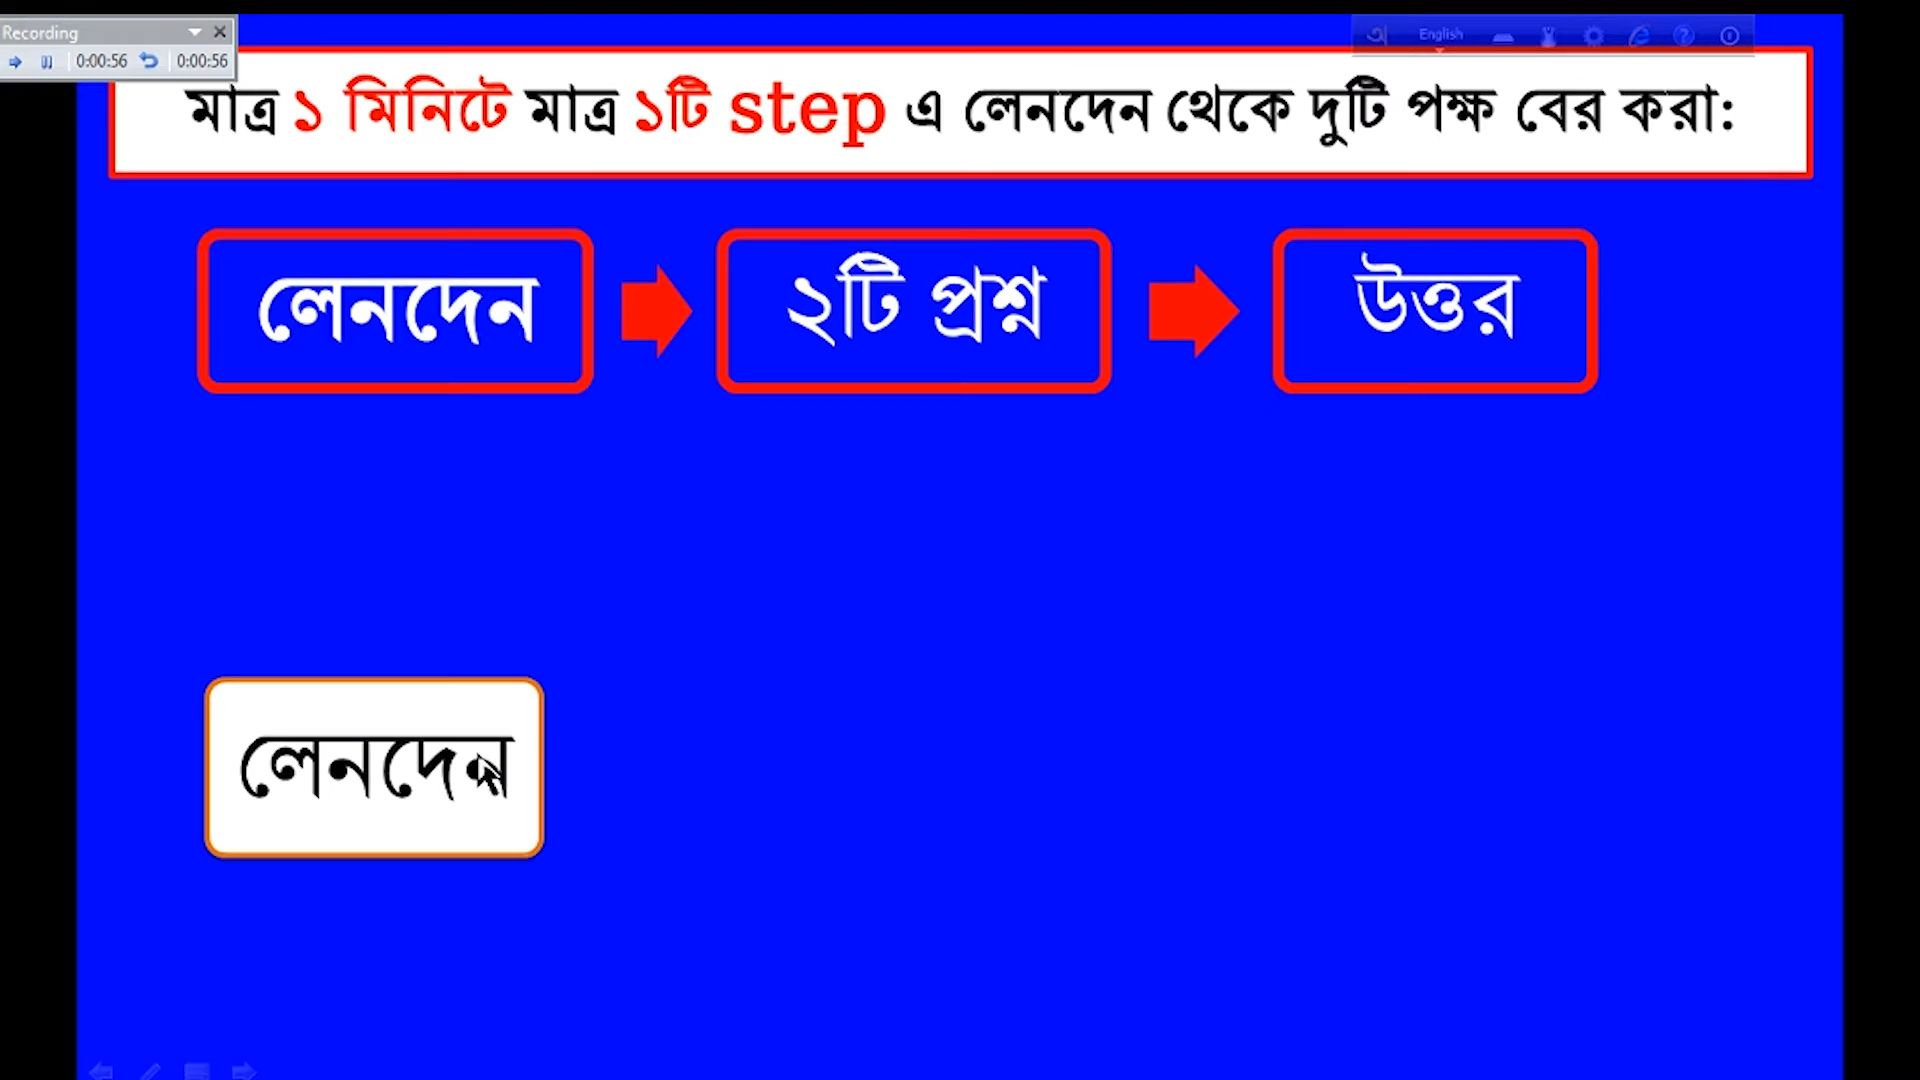 Recording
0:00:56 0:00:56
English
মাত্র ১ মিনিটে মাত্র ১টি step এ লেনদেন থেকে দুটি পক্ষ বের করা:
লেনদেন
২টি প্রশ্ন
উত্তর
লেনদেন